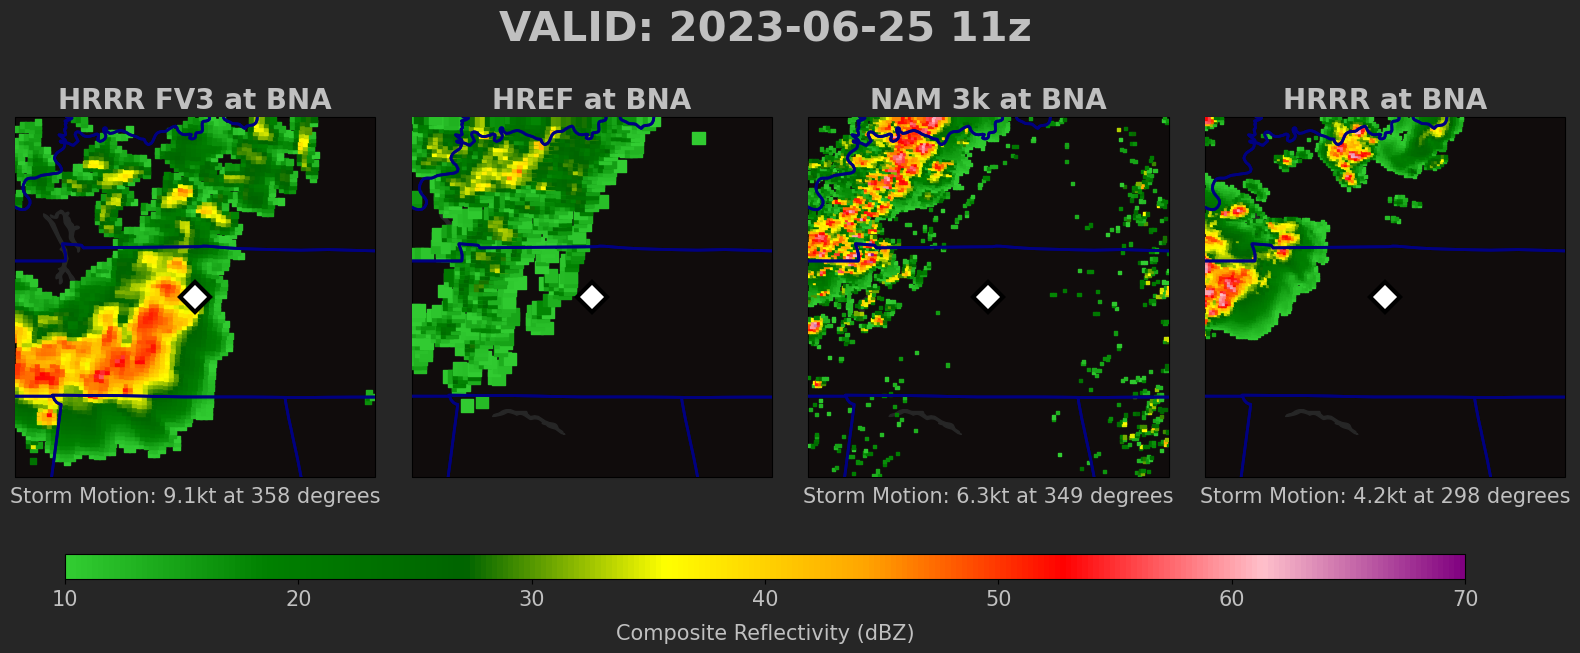 VALID: 2023-06-25 11z
HRRR FV3 at BNA
HREF at BNA
NAM 3k at BNA
HRRR at BNA
Storm Motion: 9.1kt at 358 degrees
Storm Motion: 6.3kt at 349 degrees
Storm Motion: 4.2kt at 298 degrees
10 20 30 40 50 60 70
Composite Reflectivity (dBZ)